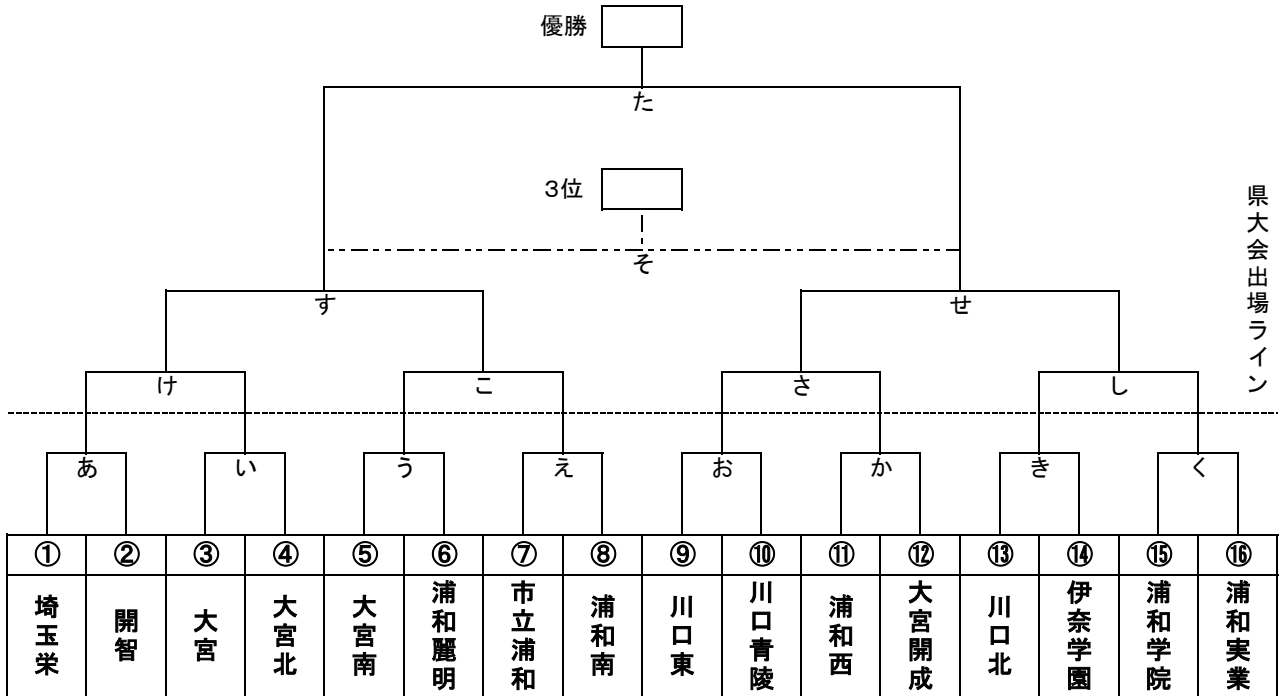 優勝
た
3位
そ
県大会出場ライン
す
せ
け
こ
さ
し
あ
い
う
え
お
か
き
く
①
②
③
④
⑤
⑥
⑦
⑧
⑨
⑩
⑪
⑫
⑬
⑭
⑮
⑯
埼玉栄
開智
大宮
大宮北
大宮南
浦和麗明
市立浦和
浦和南
川口東
川口青陵
浦和西
大宮開成
川口北
伊奈学園
浦和学院
浦和実業